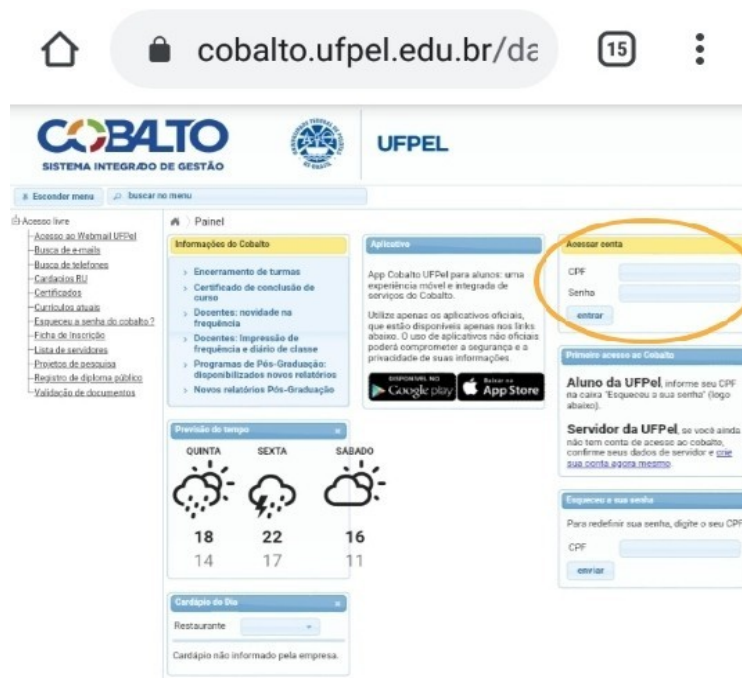 cobalto.ufpel.edu.br/da
15
COBALTO
SISTEMA INTEGRADO DE GESTÃO
UFPEL
Esconder menu
buscar no menu
Acesso livre
Acesso ao Webmail UFPel
Busca de e-mails
Busca de telefones
Cardápios RU
Certificados
Currículos atuais
Esqueceu a senha do cobalto ?
Ficha de Inscrição
Lista de servidores
Projetos de pesquisa
Registro de diploma público
Validação de documentos
Painel
Informações do Cobalto
Encerramento de turmas
Certificado de conclusão de
curso
Docentes: novidade na
frequência
Docentes: Impressão de
frequência e diário de classe
Programas de Pós-Graduação:
disponibilizados novos relatórios
Novos relatórios Pós-Graduação
Previsão do tempo
QUINTA SEXTA SÁBADO
18 22 16
14 17 11
Cardápio do Dia
Restaurante
Cardápio não informado pela empresa.
Aplicativo
App Cobalto UFPel para alunos: uma
experiência móvel e integrada de
serviços do Cobalto.
Utilize apenas os aplicativos oficiais,
que estão disponíveis apenas nos links
abaixo. O uso de aplicativos não oficiais
poderá comprometer a segurança e a
privacidade de suas informações.
DISPONÍVEL NO
Google play
Baixar na
App Store
Acessar conta
CPF
Senha
entrar
Primeiro acesso ao Cobalto
Aluno da UFPel, informe seu CPF
na caixa "Esqueceu a sua senha" (logo
abaixo).
Servidor da UFPel, se você ainda
não tem conta de acesso ao cobalto,
confirme seus dados de servidor e crie
sua conta agora mesmo.
Esqueceu a sua senha
Para redefinir sua senha, digite o seu CPF
CPF
enviar